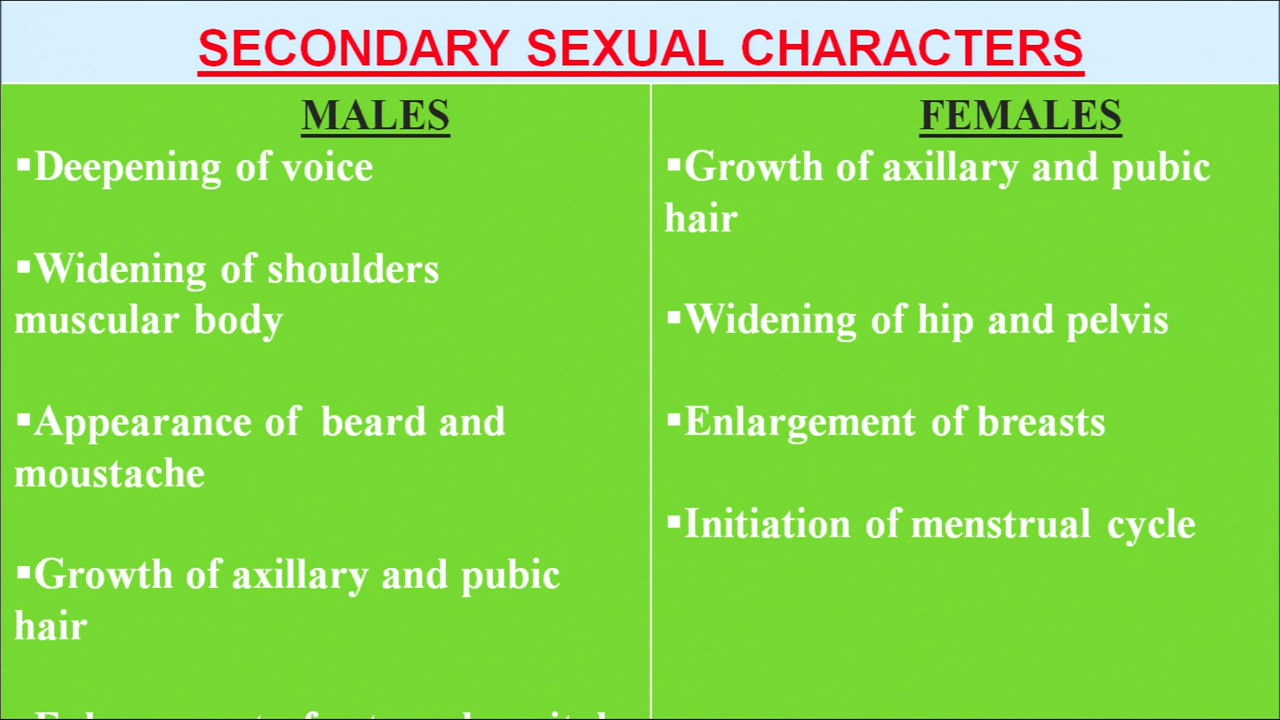 SECONDARY SEXUAL CHARACTERS
MALES
▪Deepening of voice
▪Widening of shoulders
muscular body
▪Appearance of beard and
moustache
▪Growth of axillary and pubic
hair
FEMALES
▪Growth of axillary and pubic
hair
▪Widening of hip and pelvis
▪Enlargement of breasts
▪Initiation of menstrual cycle